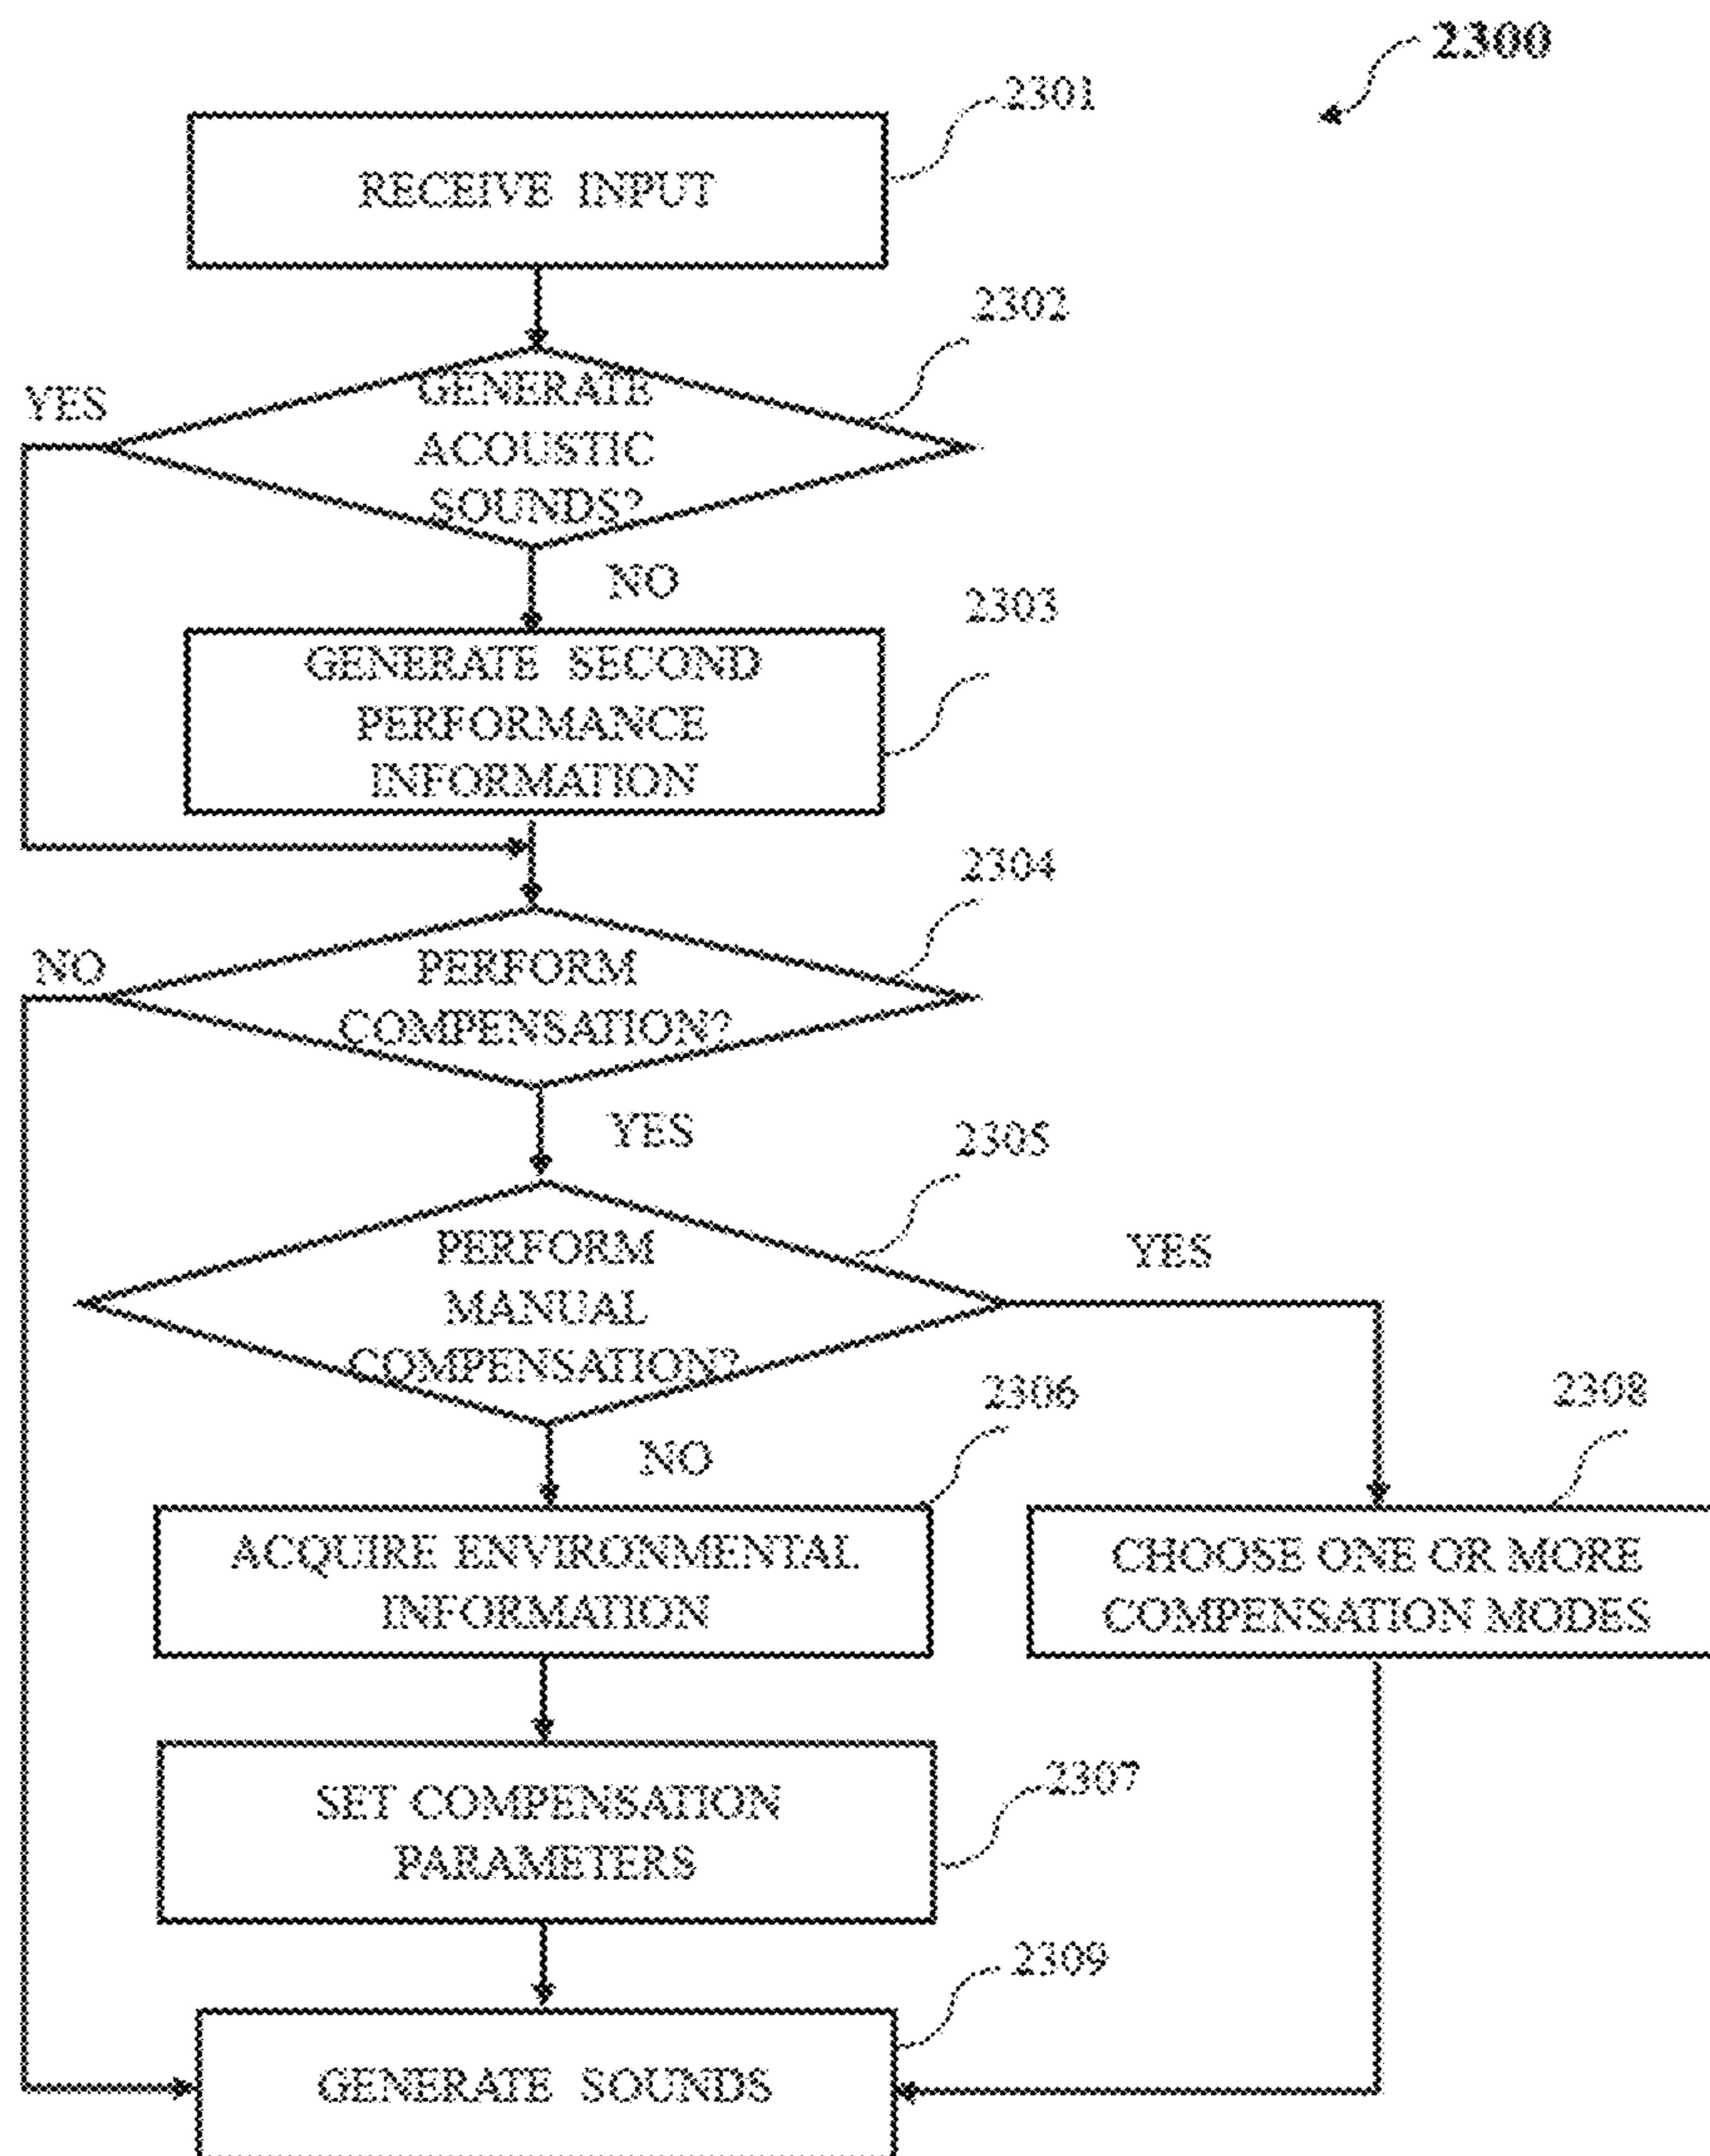 2300
2301
RECEIVE INPUT
2302
YES
GENERATE
ACOUSTIC
SOUNDS?
NO
2303
GENERATE SECOND
PERFORMANCE
INFORMATION
2304
NO
PERFORM
COMPENSATION?
YES
2305
PERFORM
MANUAL
COMPENSATION?
YES
2306
2308
NO
ACQUIRE ENVIRONMENTAL
INFORMATION
CHOOSE ONE OR MORE
COMPENSATION MODES
2307
SET COMPENSATION
PARAMETERS
2309
GENERATE SOUNDS